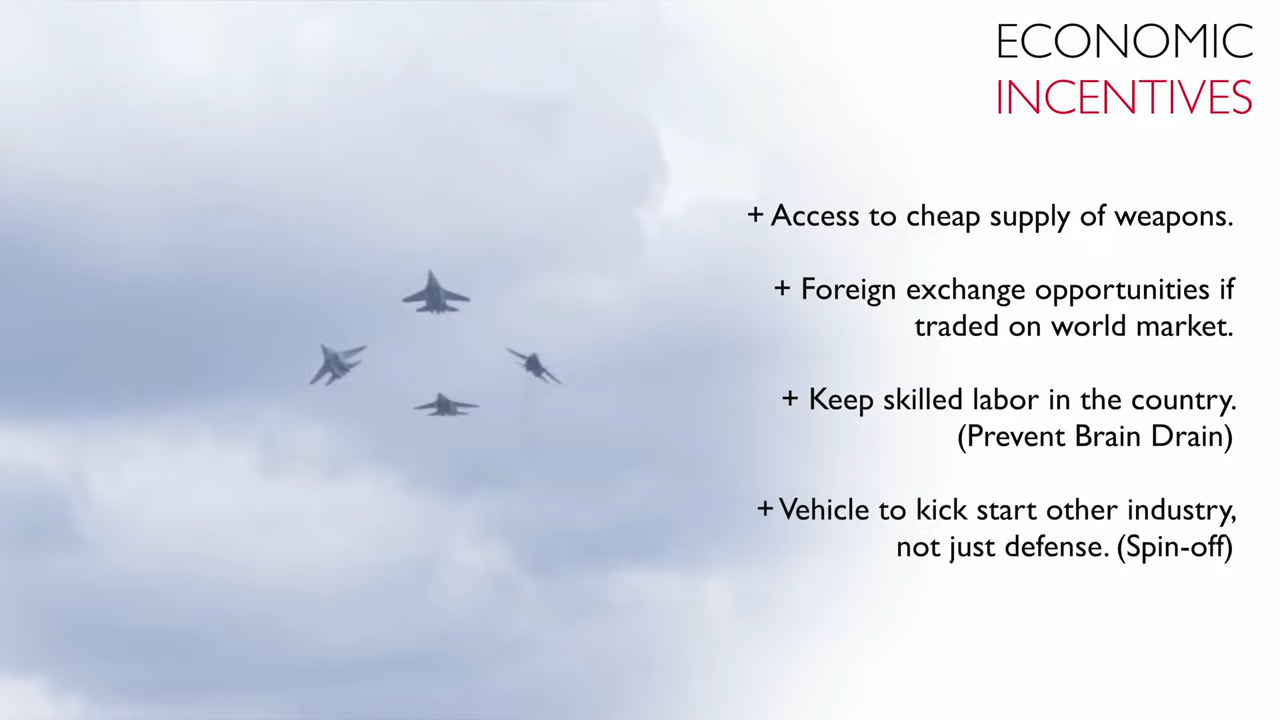 ECONOMIC
INCENTIVES
+ Access to cheap supply of weapons.
+ Foreign exchange opportunities if
traded on world market.
+ Keep skilled labor in the country.
(Prevent Brain Drain)
+ Vehicle to kick start other industry,
not just defense. (Spin-off)